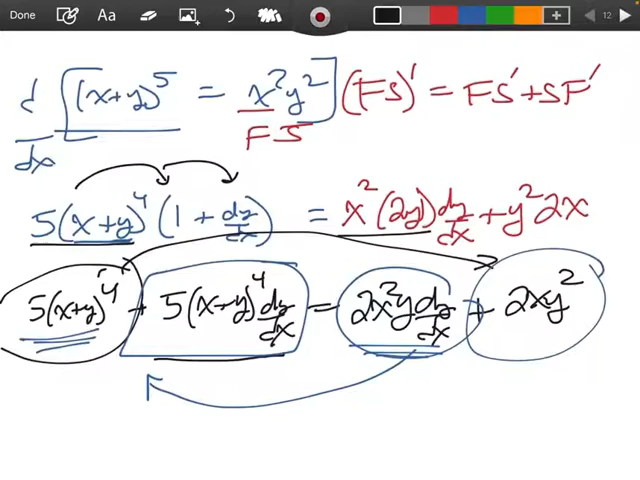 Done Aa 12
d/dx [(x+y)^5 = x^2y^2] (FS)' = FS' + SF'
F S
5(x+y)^4 (1 + dy/dx) = x^2(2y) dy/dx + y^2 2x
5(x+y)^4 + 5(x+y)^4 dy/dx = 2x^2y dy/dx + 2xy^2